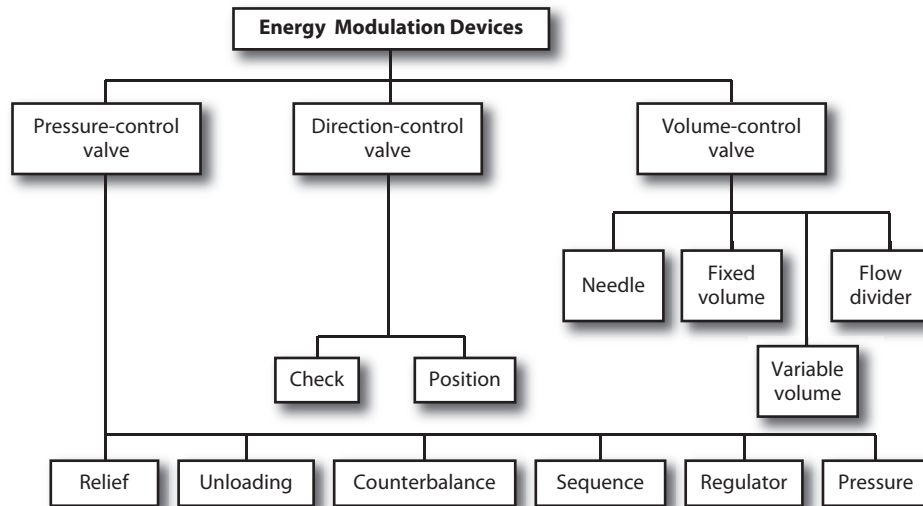 Energy Modulation Devices
Pressure-control
valve
Direction-control
valve
Volume-control
valve
Needle
Fixed
volume
Flow
divider
Variable
volume
Check
Position
Relief
Unloading
Counterbalance
Sequence
Regulator
Pressure